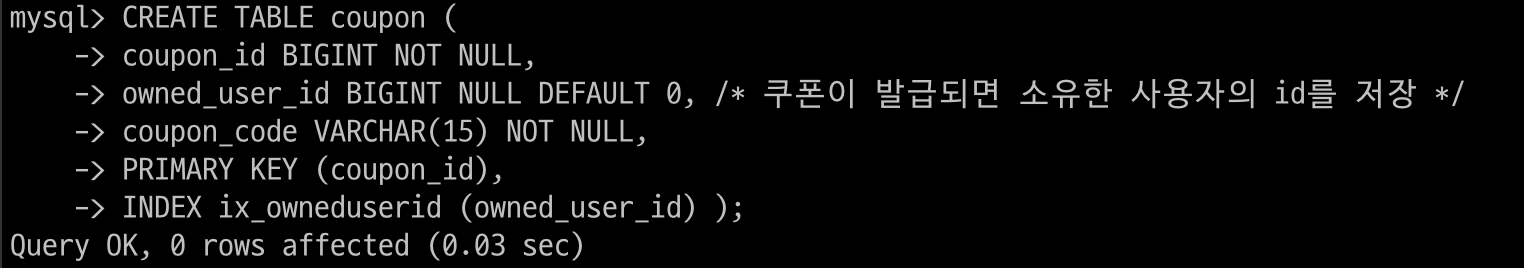 mysql> CREATE TABLE coupon (
    -> coupon_id BIGINT NOT NULL,
    -> owned_user_id BIGINT NULL DEFAULT 0, /* 쿠폰이 발급되면 소유한 사용자의 id를 저장 */
    -> coupon_code VARCHAR(15) NOT NULL,
    -> PRIMARY KEY (coupon_id),
    -> INDEX ix_owneduserid (owned_user_id) );
Query OK, 0 rows affected (0.03 sec)